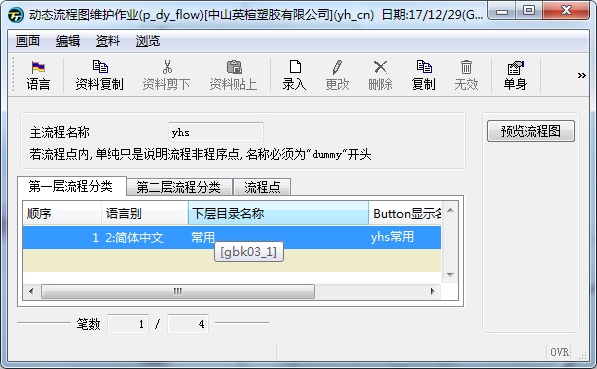 动态流程图维护作业(p_dy_flow)[中山英楦塑胶有限公司](yh_cn) 日期:17/12/29(G...
画面 编辑 资料 浏览
语言 资料复制 资料剪下 资料贴上 录入 更改 删除 复制 无效 单身 »
主流程名称 yhs
若流程点内,单纯只是说明流程非程序点,名称必须为"dummy"开头
预览流程图
第一层流程分类 第二层流程分类 流程点
顺序 语言别 下层目录名称 Button显示名
1 2:简体中文 常用 yhs常用
[gbk03_1]
笔数 1 / 4
OVR